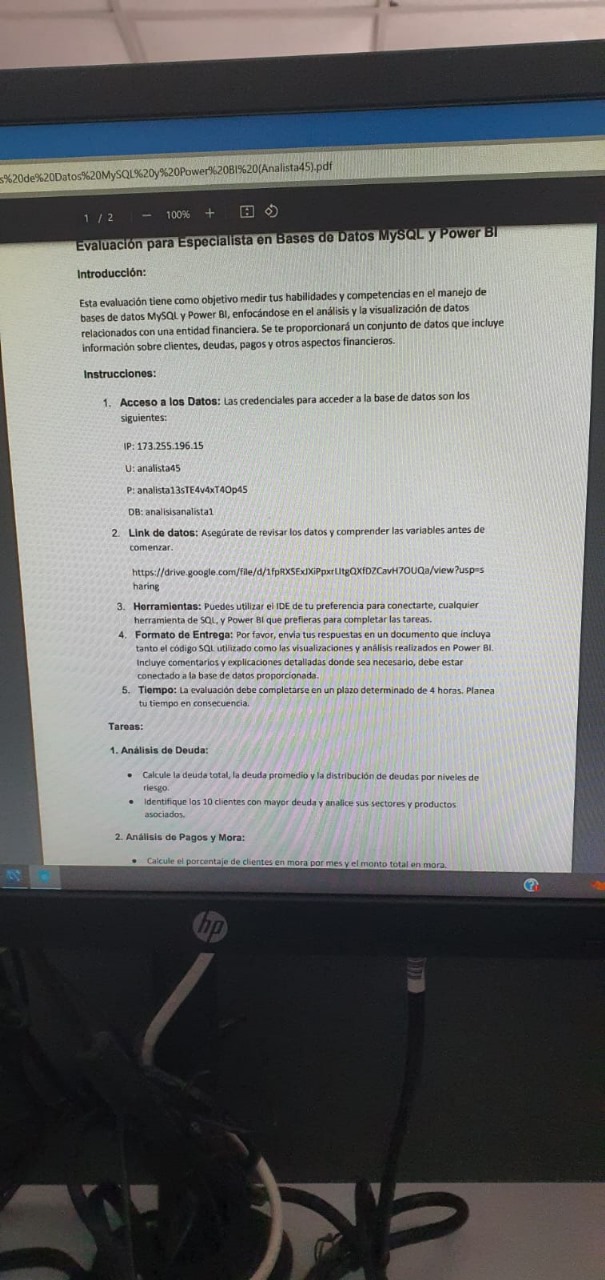 s%20de%20Datos%20MySQL%20y%20Power%20BI%20(Analista45).pdf
1 / 2 — 100% +
Evaluación para Especialista en Bases de Datos MySQL y Power BI
Introducción:
Esta evaluación tiene como objetivo medir tus habilidades y competencias en el manejo de
bases de datos MySQL y Power BI, enfocándose en el análisis y la visualización de datos
relacionados con una entidad financiera. Se te proporcionará un conjunto de datos que incluye
información sobre clientes, deudas, pagos y otros aspectos financieros.
Instrucciones:
1. Acceso a los Datos: Las credenciales para acceder a la base de datos son los
siguientes:
IP: 173.255.196.15
U: analista45
P: analista13sTE4v4xT4Op45
DB: analisisanalista1
2. Link de datos: Asegúrate de revisar los datos y comprender las variables antes de
comenzar.
https://drive.google.com/file/d/1fpRXSExJXiPpxrUtgQXfDZCavH7OUQa/view?usp=s
haring
3. Herramientas: Puedes utilizar el IDE de tu preferencia para conectarte, cualquier
herramienta de SQL, y Power BI que prefieras para completar las tareas.
4. Formato de Entrega: Por favor, envía tus respuestas en un documento que incluya
tanto el código SQL utilizado como las visualizaciones y análisis realizados en Power BI.
Incluye comentarios y explicaciones detalladas donde sea necesario, debe estar
conectado a la base de datos proporcionada.
5. Tiempo: La evaluación debe completarse en un plazo determinado de 4 horas. Planea
tu tiempo en consecuencia.
Tareas:
1. Análisis de Deuda:
• Calcule la deuda total, la deuda promedio y la distribución de deudas por niveles de
riesgo.
• Identifique los 10 clientes con mayor deuda y analice sus sectores y productos
asociados.
2. Análisis de Pagos y Mora:
• Calcule el porcentaje de clientes en mora por mes y el monto total en mora.
hp